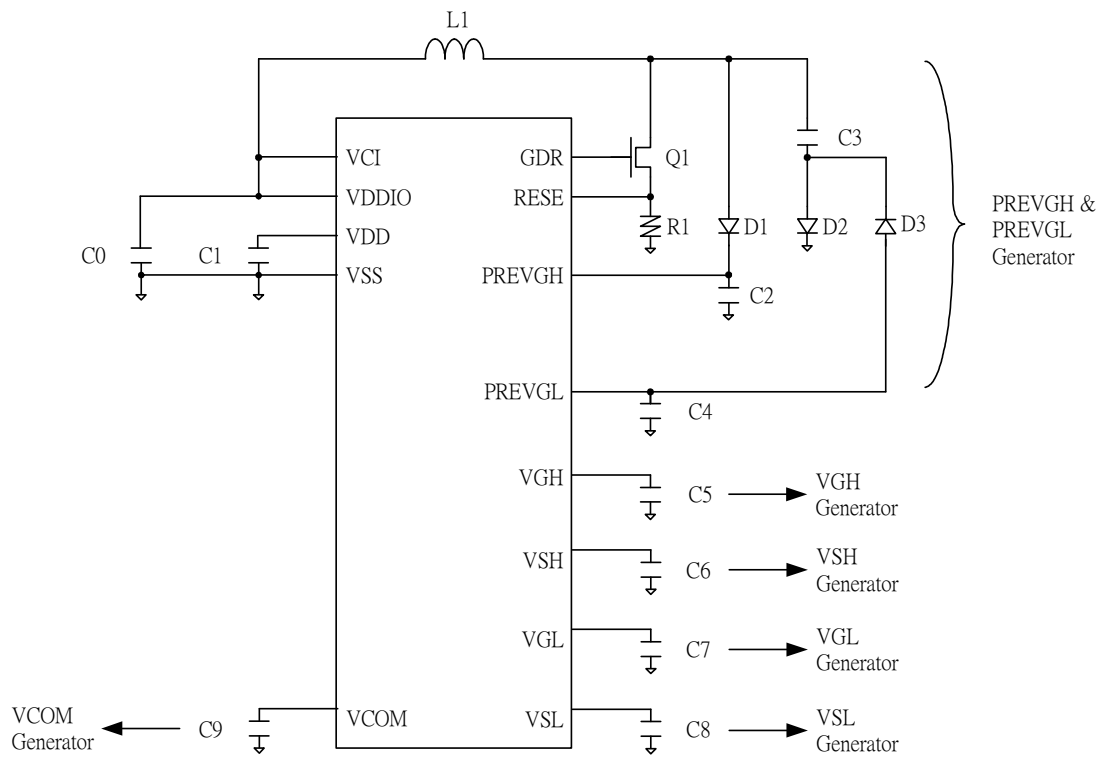 L1
VCI
GDR
Q1
C3
VDDIO
RESE
PREVGH &
PREVGL
Generator
VDD
R1
D1
D2
D3
C0
C1
VSS
PREVGH
C2
PREVGL
C4
VGH
C5
VGH
Generator
VSH
C6
VSH
Generator
VGL
C7
VGL
Generator
VCOM
Generator
C9
VCOM
VSL
C8
VSL
Generator